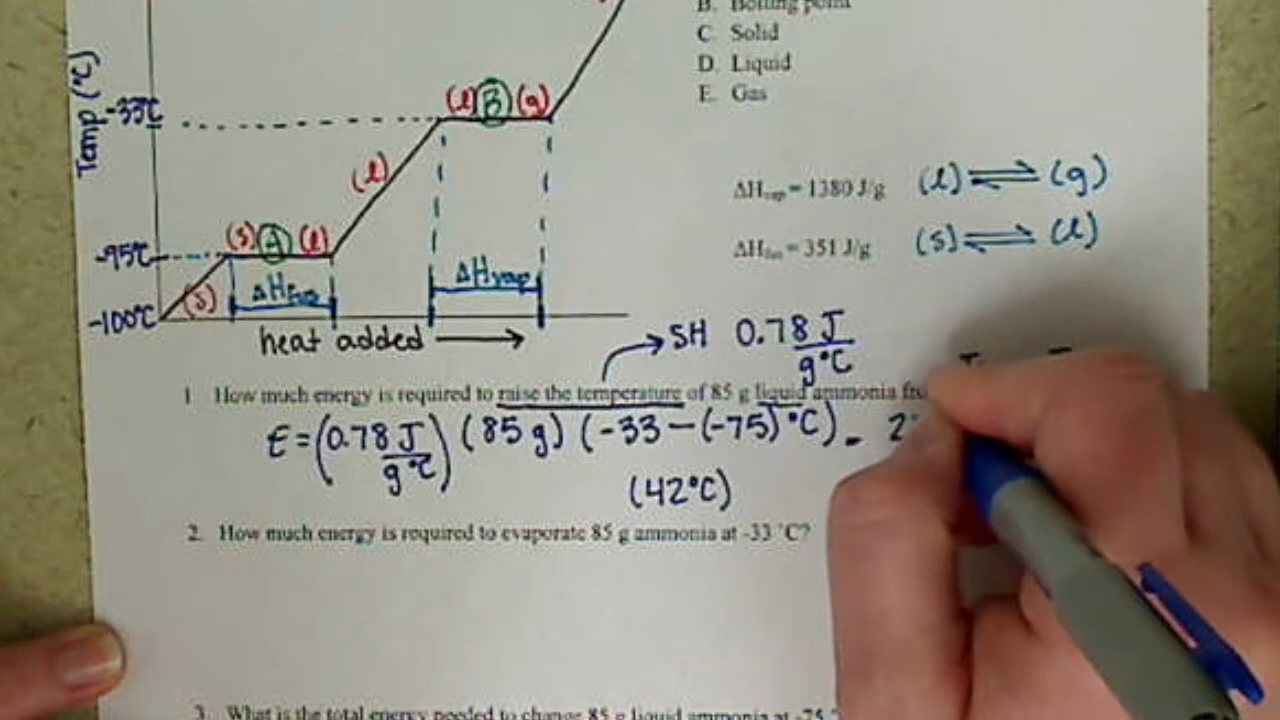 B. Boiling point
C. Solid
D. Liquid
E. Gas
Temp (°C)
-33°C
(l) B (g)
(l)
-95°C
(s) A (l)
(s)
-100°C
ΔHfus
ΔHvap
heat added
ΔHvap = 1380 J/g (l) ⇌ (g)
ΔHfus = 351 J/g (s) ⇌ (l)
SH 0.78 J
g°C
1 How much energy is required to raise the temperature of 85 g liquid ammonia
E = (0.78 J / g°C) (85 g) (-33 - (-75)°C) = 2
(42°C)
2. How much energy is required to evaporate 85 g ammonia at -33 °C?
3. What is the total energy needed to change 85 g liquid ammonia at -75